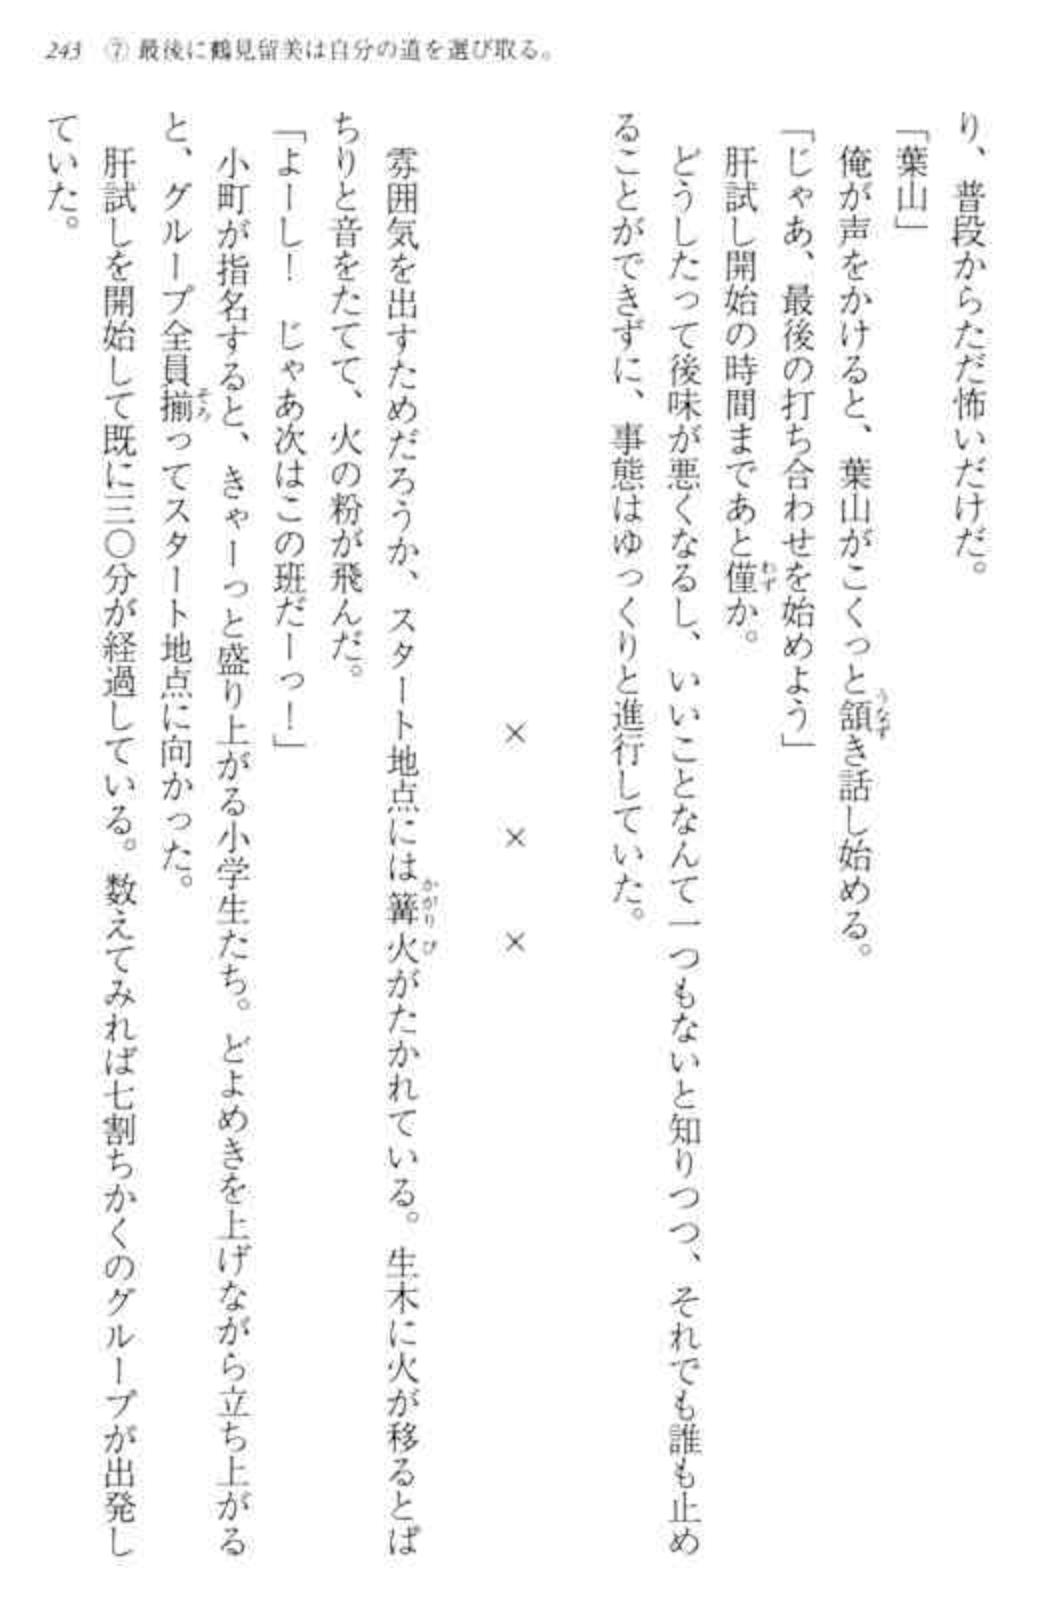 243　⑦ 最後に鶴見留美は自分の道を選び取る。
り、普段からただ怖いだけだ。
「葉山」
俺が声をかけると、葉山がこくっと頷き話し始める。
「じゃあ、最後の打ち合わせを始めよう」
肝試し開始の時間まであと僅か。
どうしたって後味が悪くなるし、いいことなんて一つもないと知りつつ、それでも誰も止め
ることができずに、事態はゆっくりと進行していた。
×　×　×
雰囲気を出すためだろうか、スタート地点には篝火がたかれている。生木に火が移るとぱ
ちりと音をたてて、火の粉が飛んだ。
「よーし！　じゃあ次はこの班だーっ！」
小町が指名すると、きゃーっと盛り上がる小学生たち。どよめきを上げながら立ち上がる
と、グループ全員揃ってスタート地点に向かった。
肝試しを開始して既に三〇分が経過している。数えてみれば七割ちかくのグループが出発し
ていた。